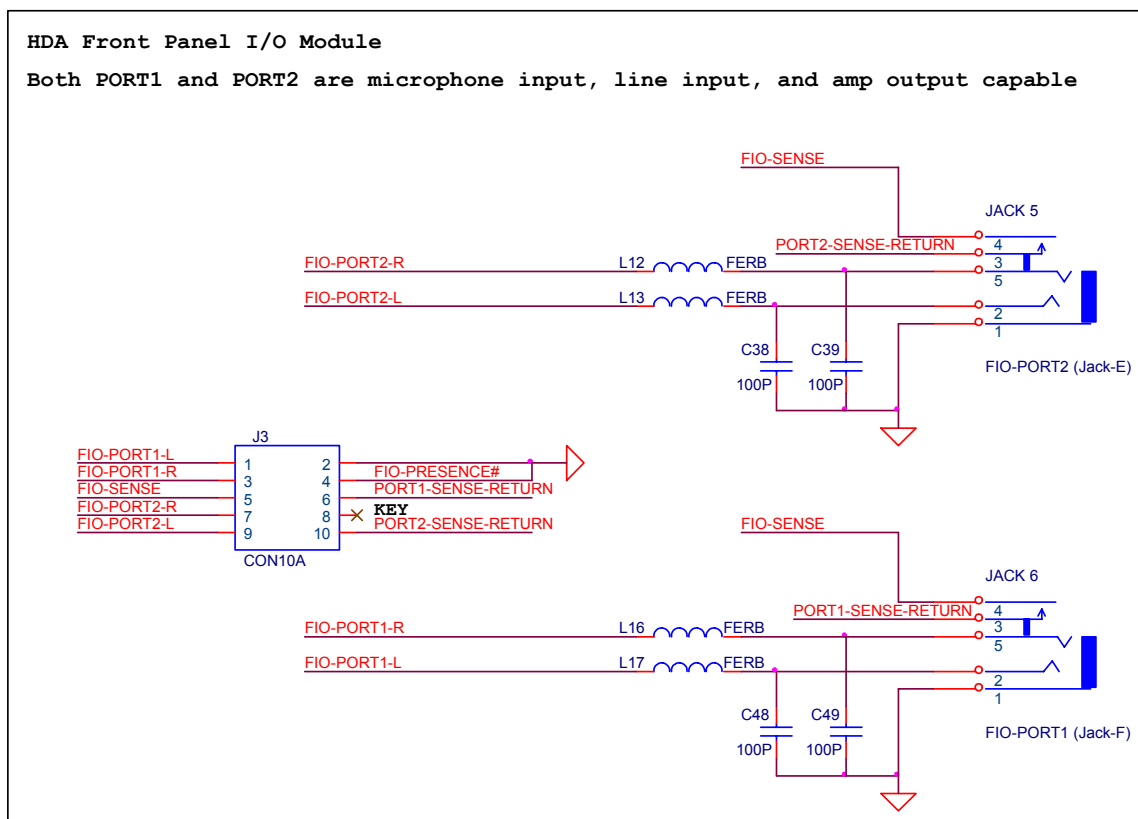 HDA Front Panel I/O Module
Both PORT1 and PORT2 are microphone input, line input, and amp output capable
FIO-SENSE
JACK 5
PORT2-SENSE-RETURN
4
3
5
2
1
FIO-PORT2-R
L12
FERB
FIO-PORT2-L
L13
FERB
C38
100P
C39
100P
FIO-PORT2 (Jack-E)
J3
FIO-PORT1-L
1
2
FIO-PORT1-R
3
4
FIO-PRESENCE#
FIO-SENSE
5
6
PORT1-SENSE-RETURN
FIO-PORT2-R
7
8
KEY
FIO-PORT2-L
9
10
PORT2-SENSE-RETURN
CON10A
FIO-SENSE
JACK 6
PORT1-SENSE-RETURN
4
3
5
2
1
FIO-PORT1-R
L16
FERB
FIO-PORT1-L
L17
FERB
C48
100P
C49
100P
FIO-PORT1 (Jack-F)